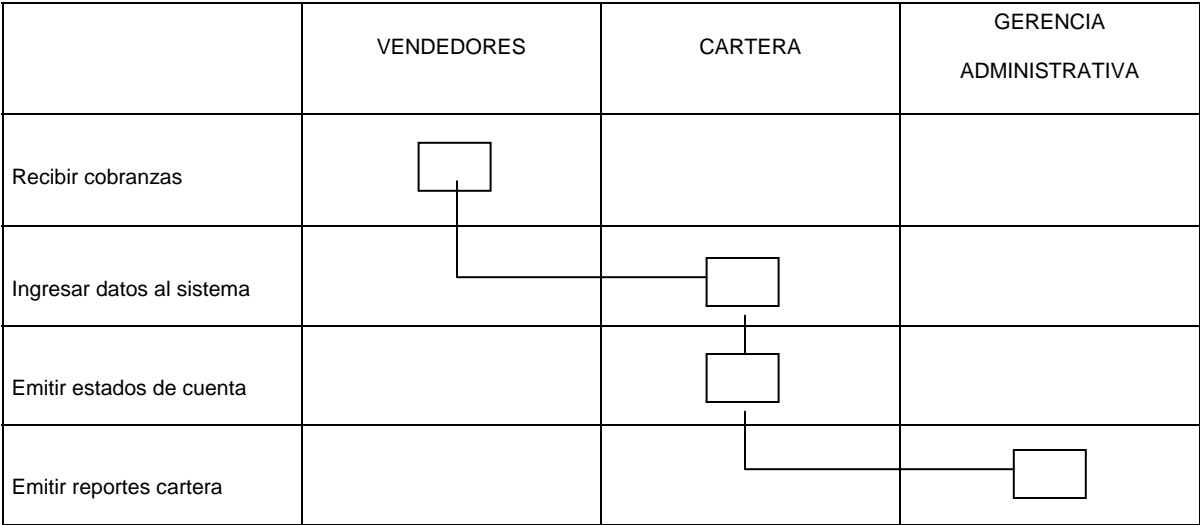 VENDEDORES
CARTERA
GERENCIA
ADMINISTRATIVA
Recibir cobranzas
Ingresar datos al sistema
Emitir estados de cuenta
Emitir reportes cartera